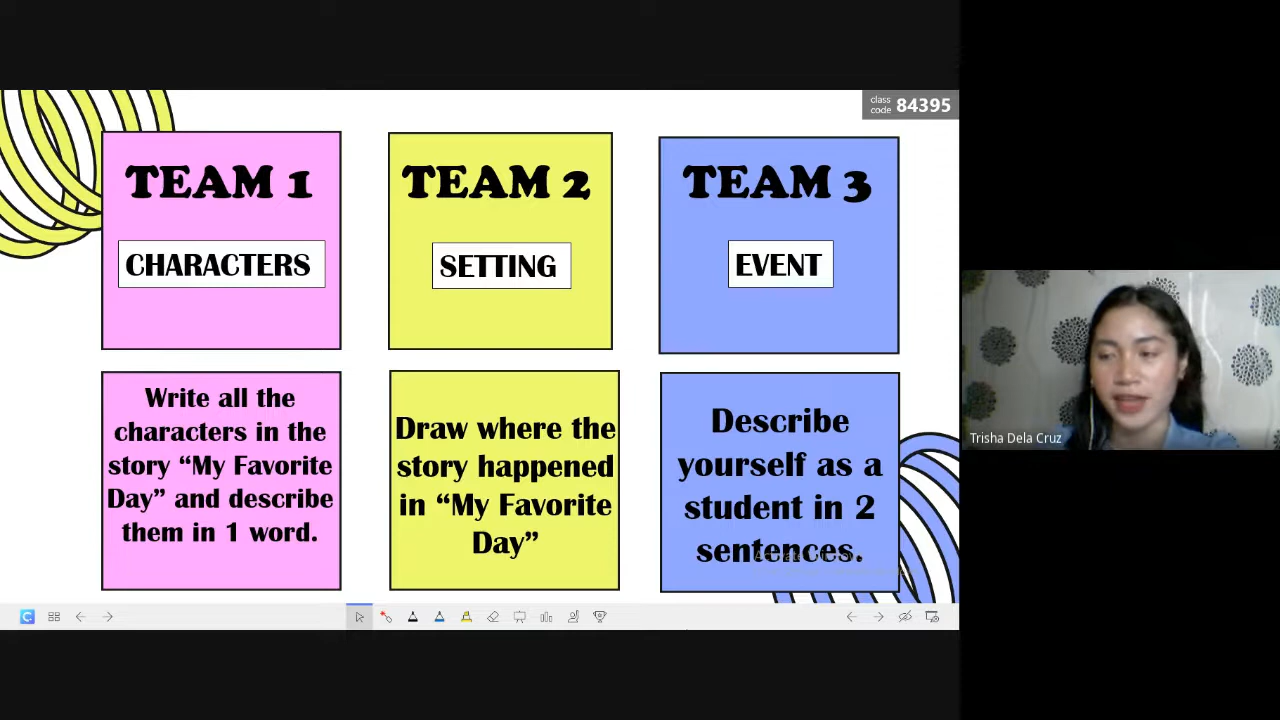 class
code 84395
TEAM 1
CHARACTERS
TEAM 2
SETTING
TEAM 3
EVENT
Write all the
characters in the
story “My Favorite
Day” and describe
them in 1 word.
Draw where the
story happened
in “My Favorite
Day”
Describe
yourself as a
student in 2
sentences.
Trisha Dela Cruz